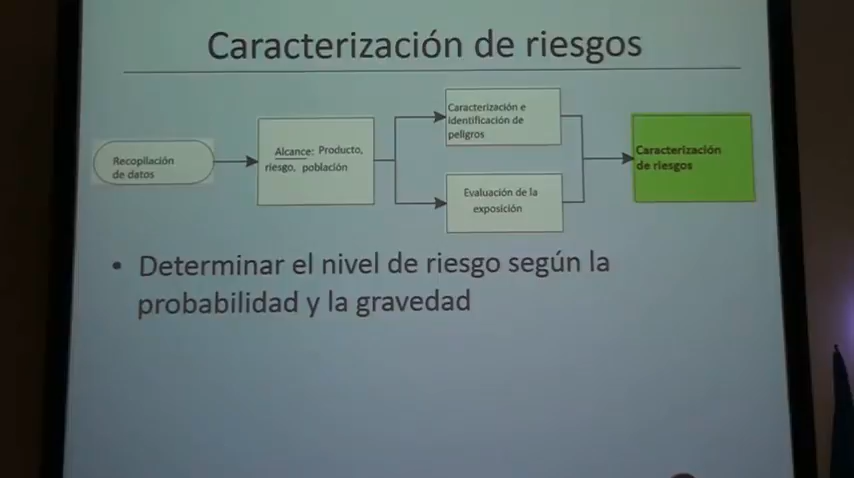 Caracterización de riesgos
Recopilación
de datos
Alcance: Producto,
riesgo, población
Caracterización e
identificación de
peligros
Evaluación de la
exposición
Caracterización
de riesgos
• Determinar el nivel de riesgo según la
probabilidad y la gravedad